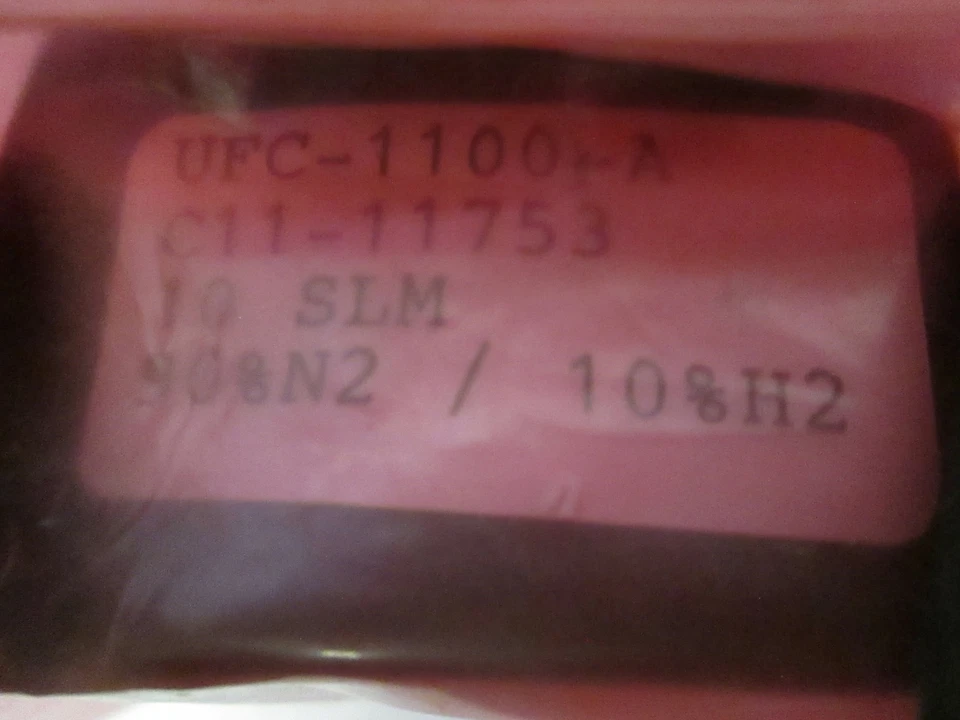 UFC-1100-A
C11-11753
10 SLM
90%N2 / 10%H2